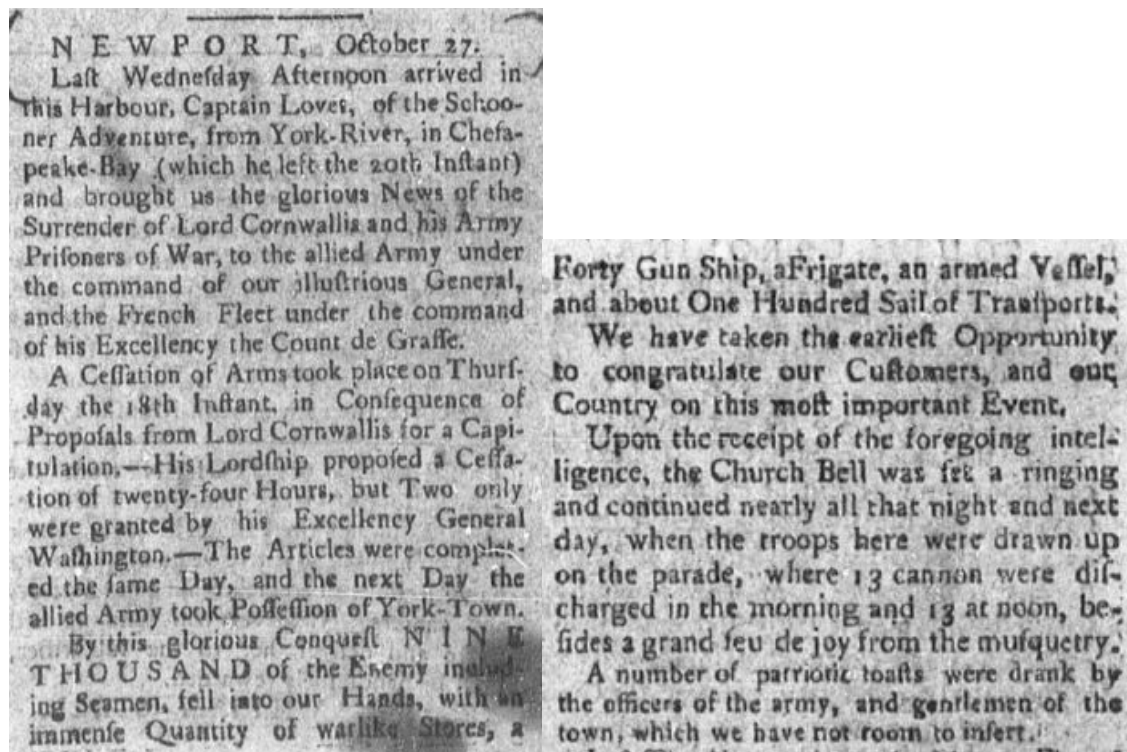 NEWPORT, October 27.
Laſt Wedneſday Afternoon arrived in
this Harbour, Captain Lovet, of the Schoo-
ner Adventure, from York-River, in Cheſa-
peake-Bay (which he left the 20th Inſtant)
and brought us the glorious News of the
Surrender of Lord Cornwallis and his Army
Priſoners of War, to the allied Army under
the command of our illuſtrious General,
and the French Fleet under the command
of his Excellency the Count de Graſſe.
A Ceſſation of Arms took place on Thurſ-
day the 18th Inſtant, in Conſequence of
Propoſals from Lord Cornwallis for a Capi-
tulation.—His Lordſhip propoſed a Ceſſa-
tion of twenty-four Hours, but Two only
were granted by his Excellency General
Waſhington.—The Articles were complet-
ed the ſame Day, and the next Day the
allied Army took Poſſeſſion of York-Town.
By this glorious Conqueſt NINE
THOUSAND of the Enemy includ-
ing Seamen, fell into our Hands, with an
immenſe Quantity of warlike Stores, a
Forty Gun Ship, a Frigate, an armed Veſſel,
and about One Hundred Sail of Tranſports.
We have taken the earlieſt Opportunity
to congratulate our Cuſtomers, and our
Country on this moſt important Event.
Upon the receipt of the foregoing intel-
ligence, the Church Bell was ſet a ringing
and continued nearly all that night and next
day, when the troops here were drawn up
on the parade, where 13 cannon were diſ-
charged in the morning and 13 at noon, be-
ſides a grand feu de joy from the muſquetry.
A number of patriotic toaſts were drank by
the officers of the army, and gentlemen of the
town, which we have not room to inſert.